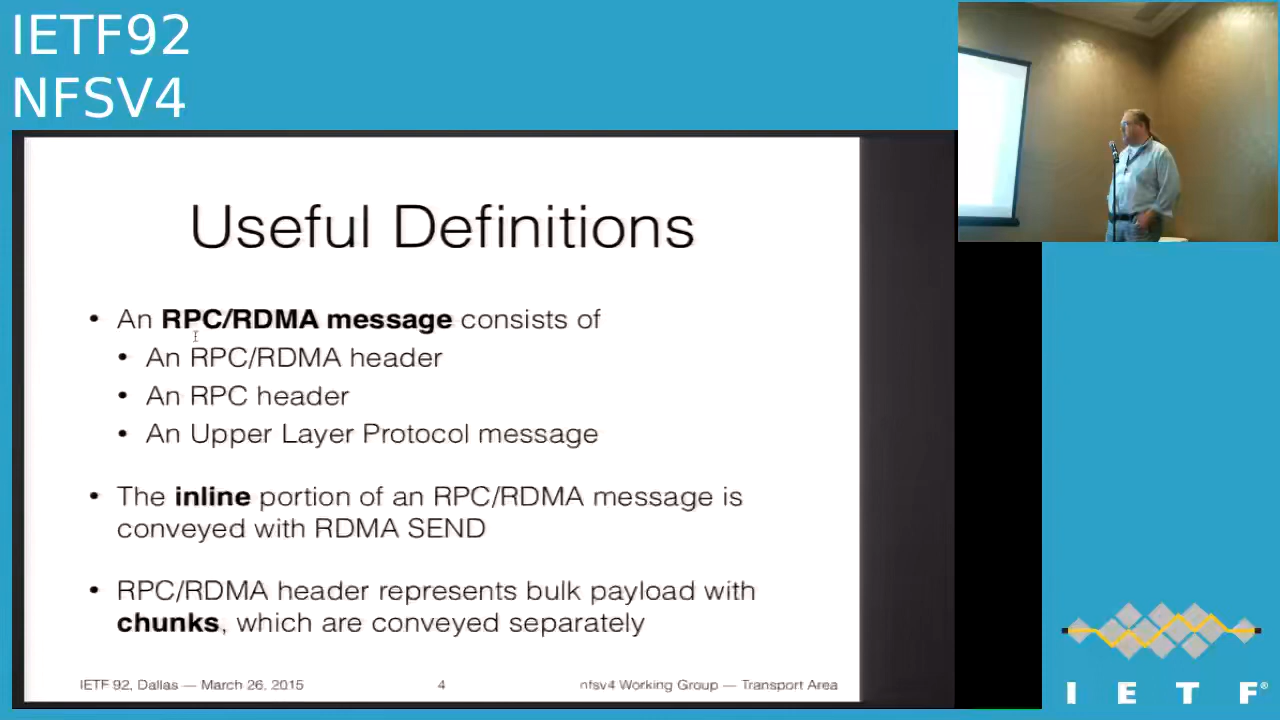 IETF92
NFSV4
Useful Definitions
• An RPC/RDMA message consists of
• An RPC/RDMA header
• An RPC header
• An Upper Layer Protocol message
• The inline portion of an RPC/RDMA message is
conveyed with RDMA SEND
• RPC/RDMA header represents bulk payload with
chunks, which are conveyed separately
IETF 92, Dallas — March 26, 2015
4
nfsv4 Working Group — Transport Area
I E T F®